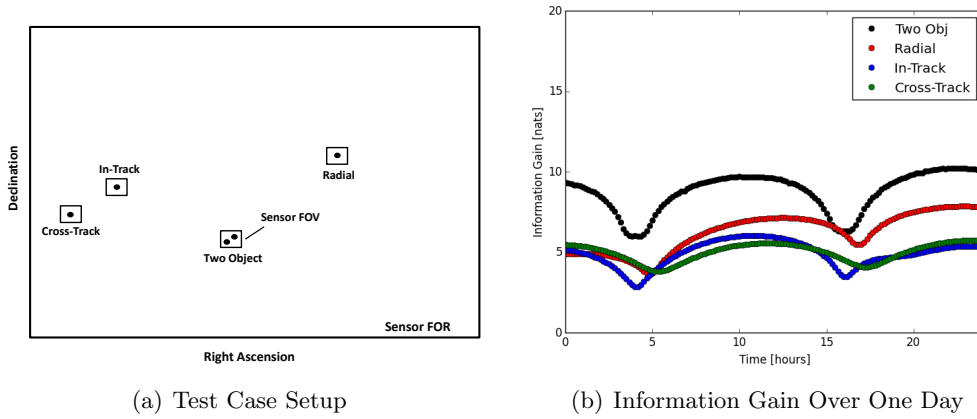 Declination
In-Track
Cross-Track
Radial
Sensor FOV
Two Object
Sensor FOR
Right Ascension
(a) Test Case Setup
Information Gain [nats]
20
15
10
5
0
Two Obj
Radial
In-Track
Cross-Track
0
5
10
15
20
Time [hours]
(b) Information Gain Over One Day